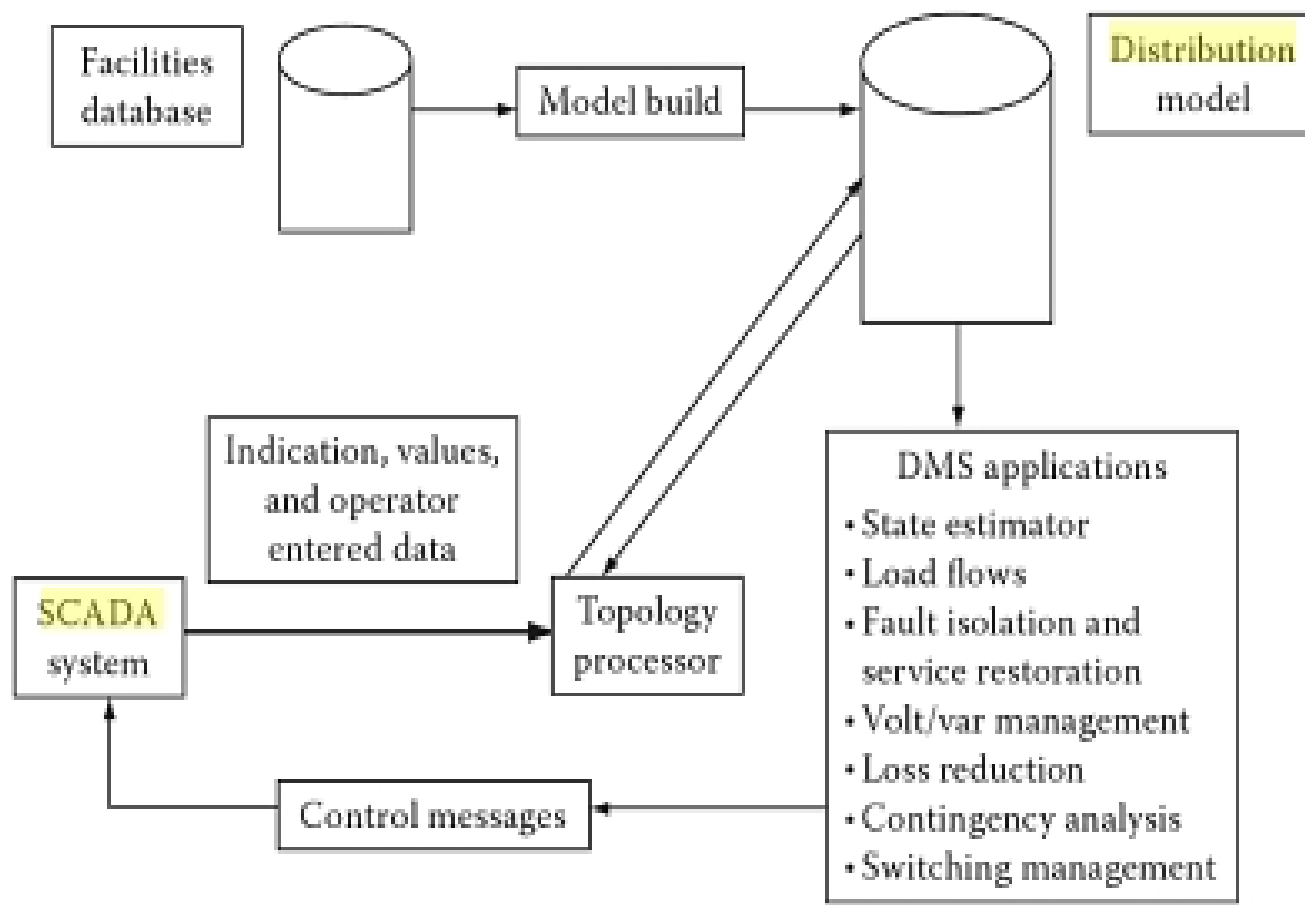 Facilities
database
Model build
Distribution
model
Indication, values,
and operator
entered data
SCADA
system
Topology
processor
Control messages
DMS applications
• State estimator
• Load flows
• Fault isolation and
service restoration
• Volt/var management
• Loss reduction
• Contingency analysis
• Switching management